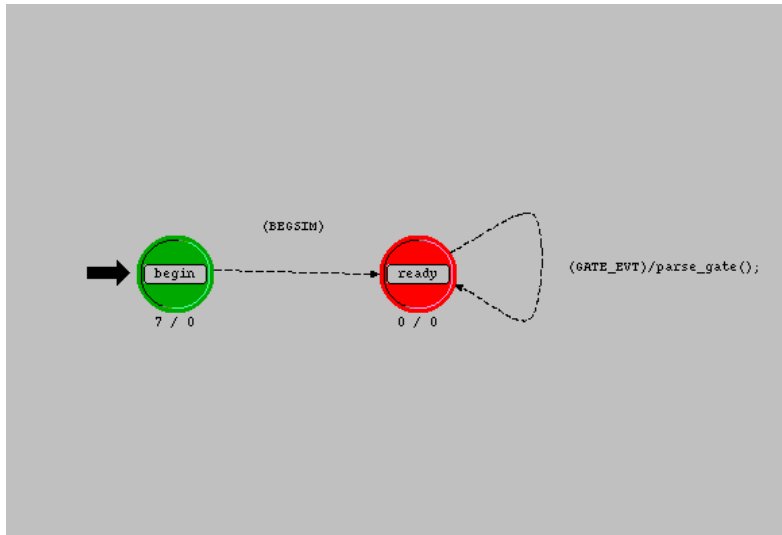 (BEGSIM)
begin
ready
(GATE_EVT)/parse_gate();
7 / 0
0 / 0